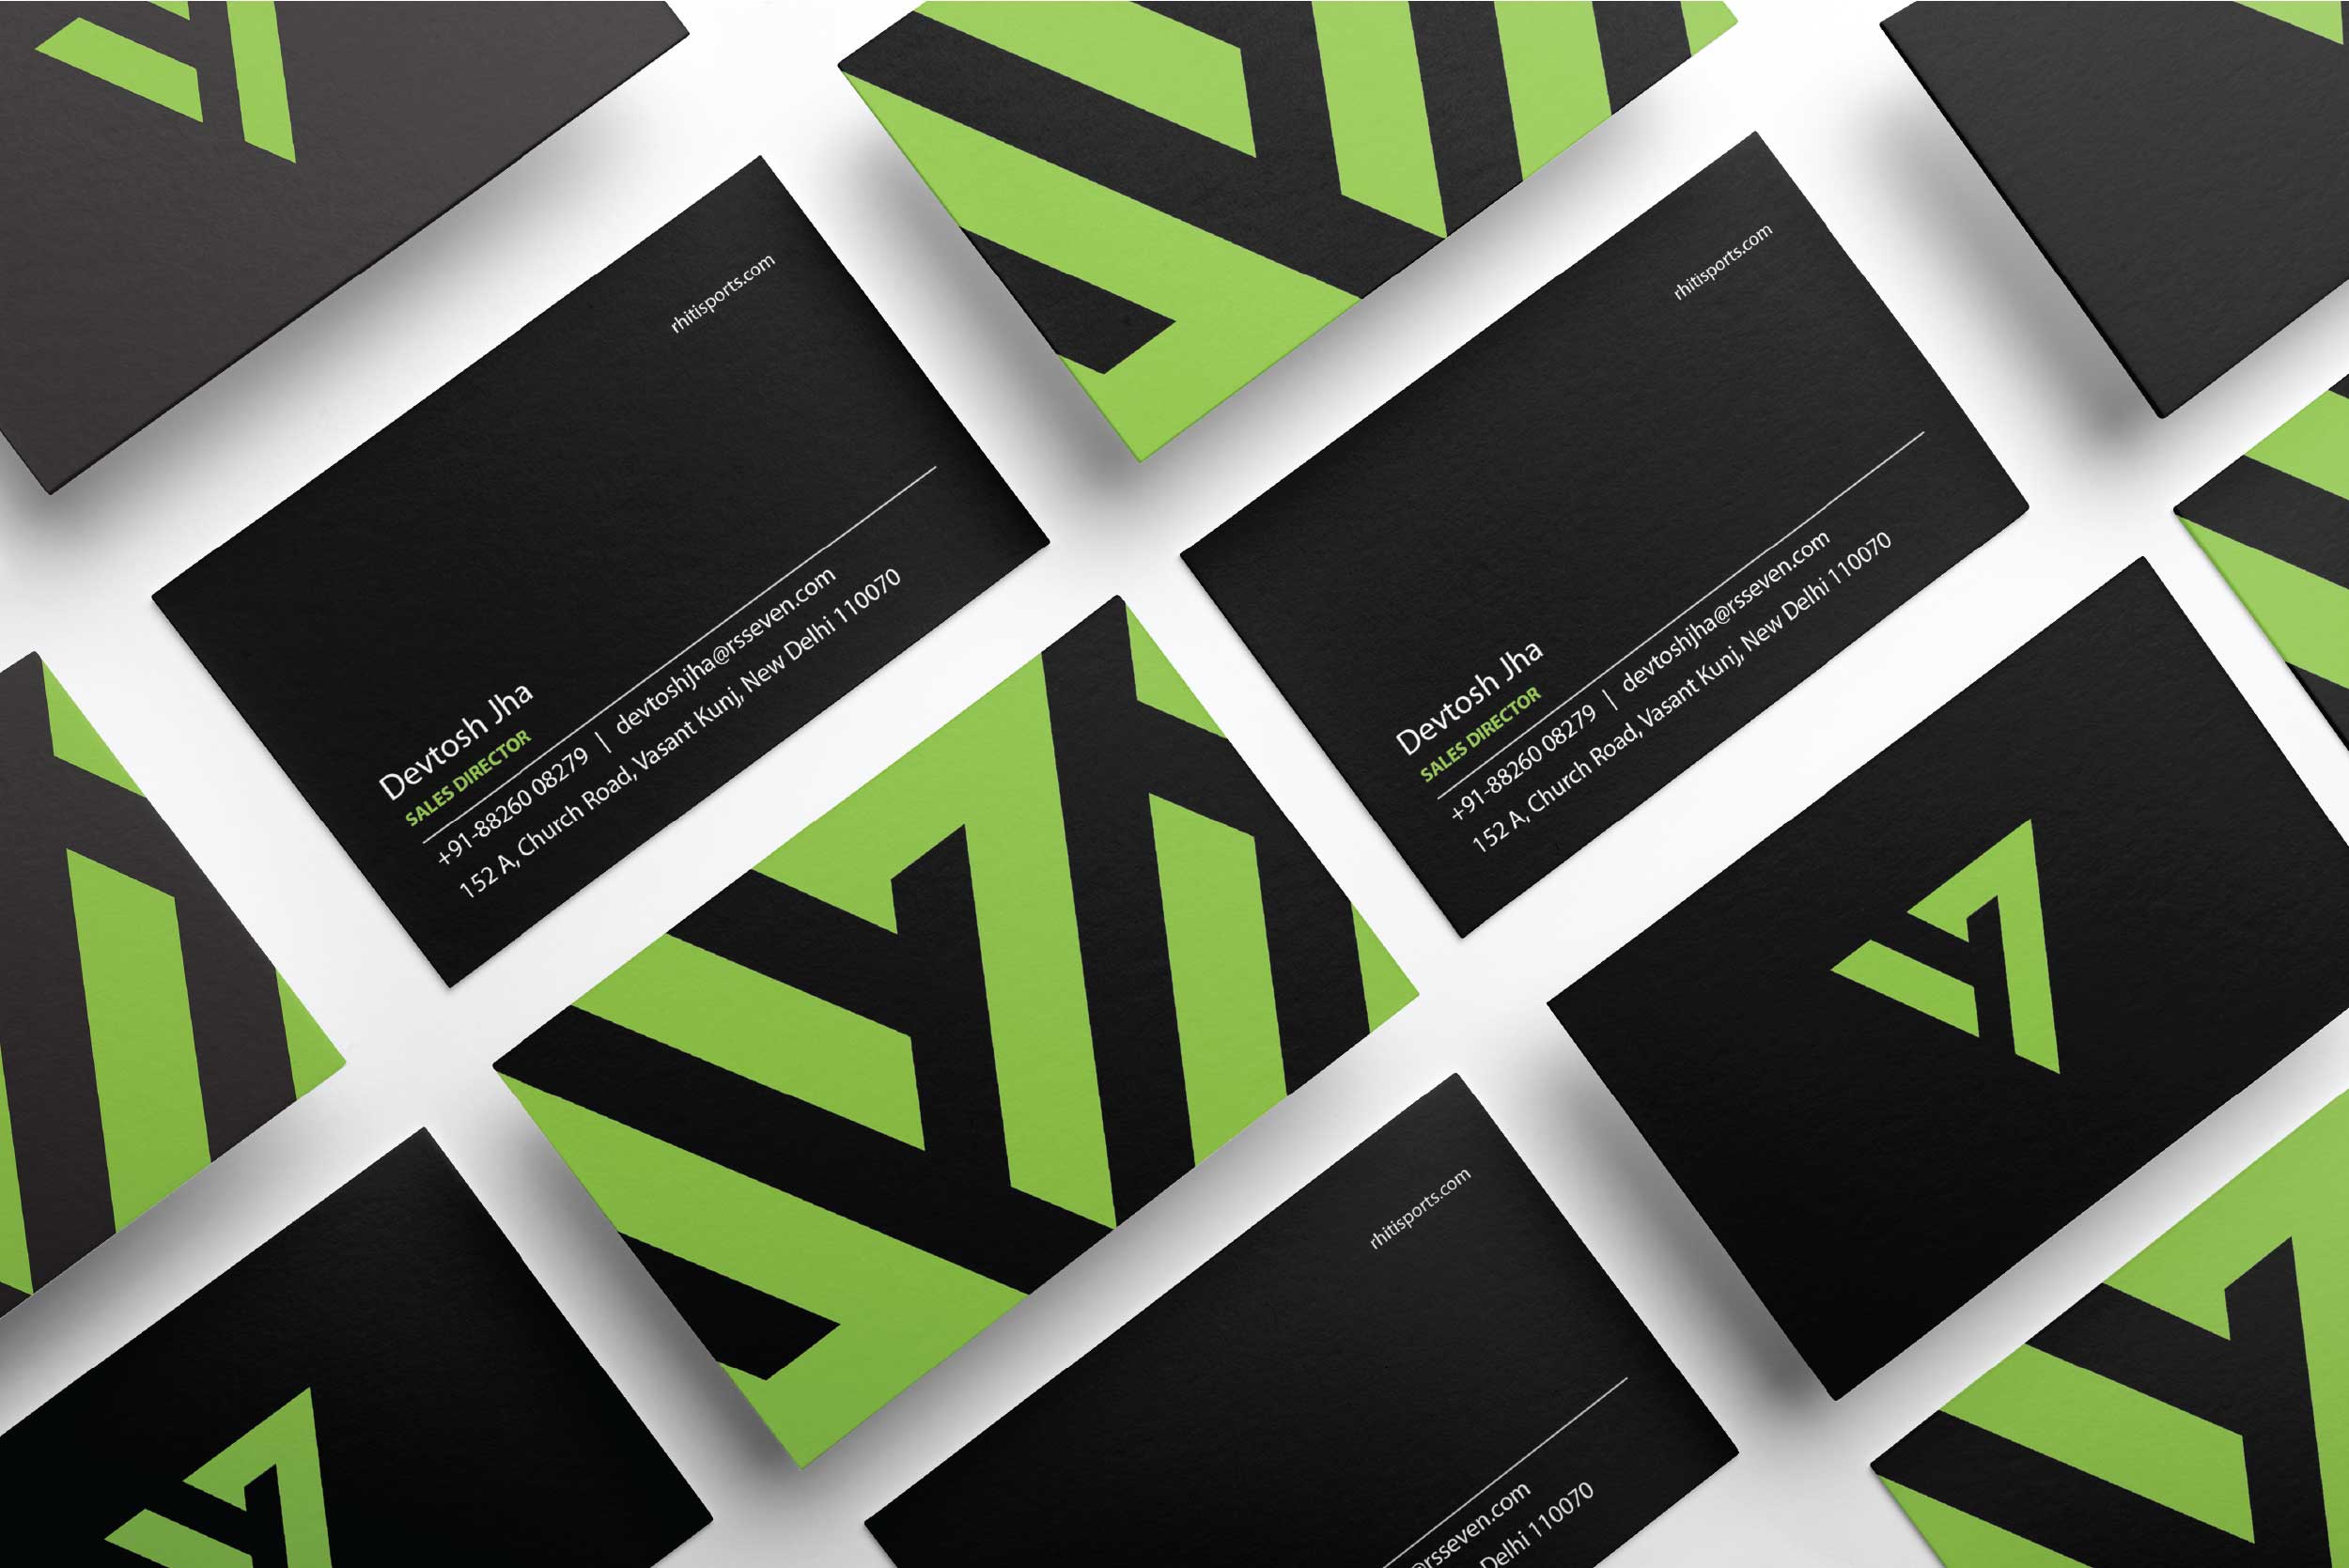 rhitisports.com
Devtosh Jha
SALES DIRECTOR
+91-88260 08279 | devtoshjha@rsseven.com
152 A, Church Road, Vasant Kunj, New Delhi 110070
rhitisports.com
Devtosh Jha
SALES DIRECTOR
+91-88260 08279 | devtoshjha@rsseven.com
152 A, Church Road, Vasant Kunj, New Delhi 110070
rhitisports.com
@rsseven.com
Delhi 110070